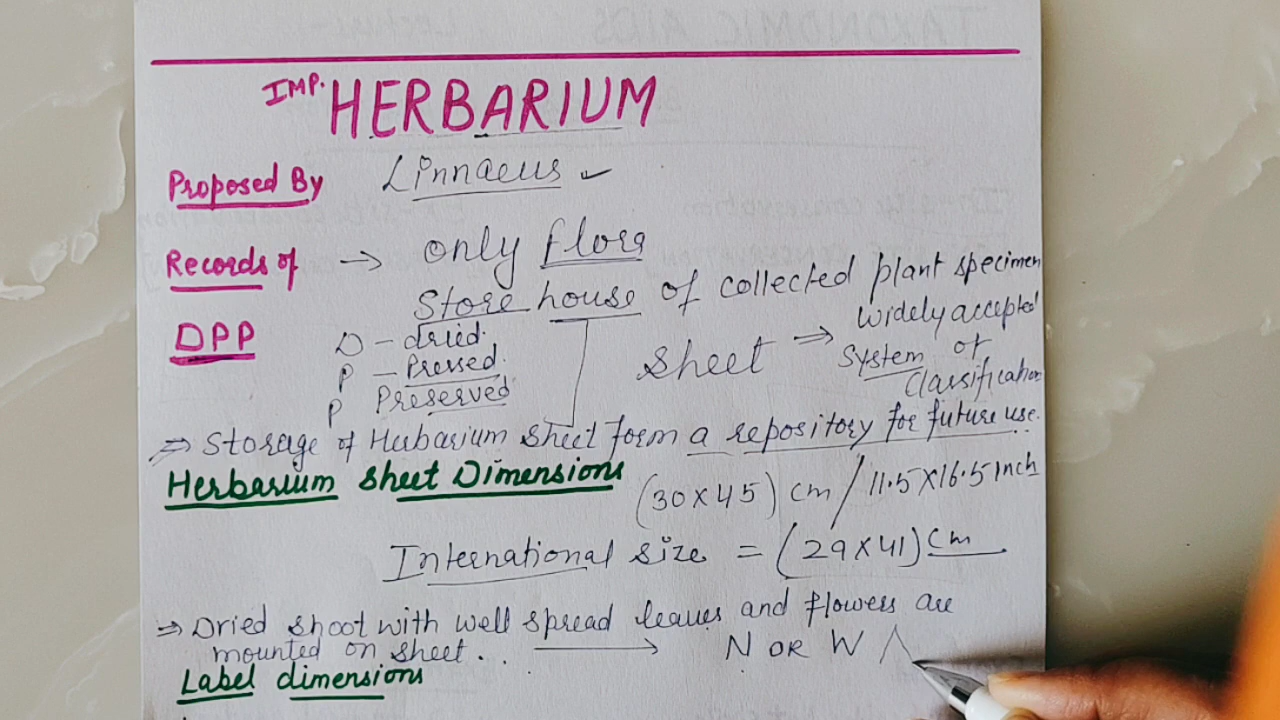 IMP. HERBARIUM
Proposed By Linnaeus
Records of → only flora
Store house of collected plant specimen
DPP
D - dried.
P - Pressed.
P Preserved
Sheet ⇒ widely accepted
System of
Classification
⇒ Storage of Herbarium sheet form a repository for future use.
Herbarium sheet Dimensions (30x45) cm / 11.5x16.5 inch
International size = (29x41) cm
⇒ Dried shoot with well spread leaves and flowers are
mounted on sheet. → N OR W
Label dimensions